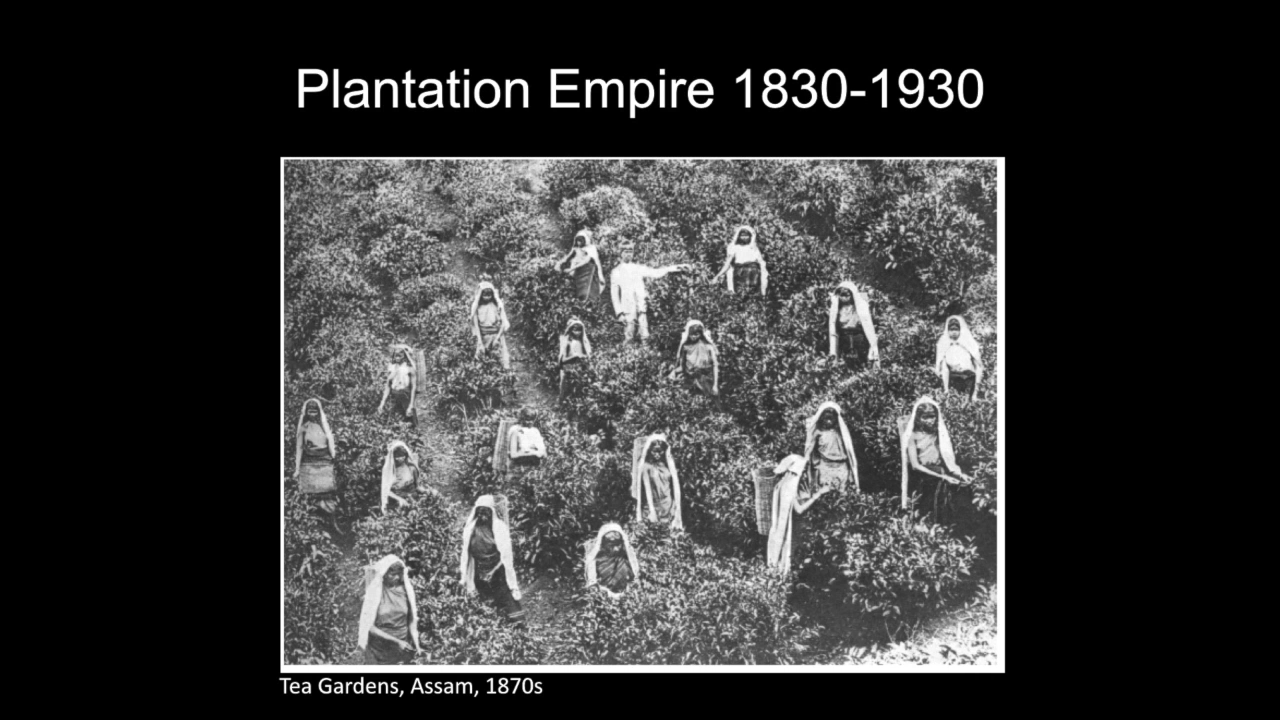 Plantation Empire 1830-1930
Tea Gardens, Assam, 1870s